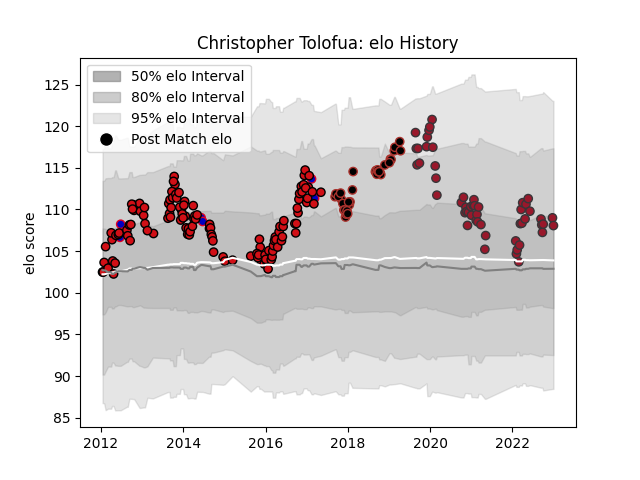 Christopher Tolofua: elo History
50% elo Interval
80% elo Interval
95% elo Interval
Post Match elo
elo score
125
120
115
110
105
100
95
90
85
2012
2014
2016
2018
2020
2022